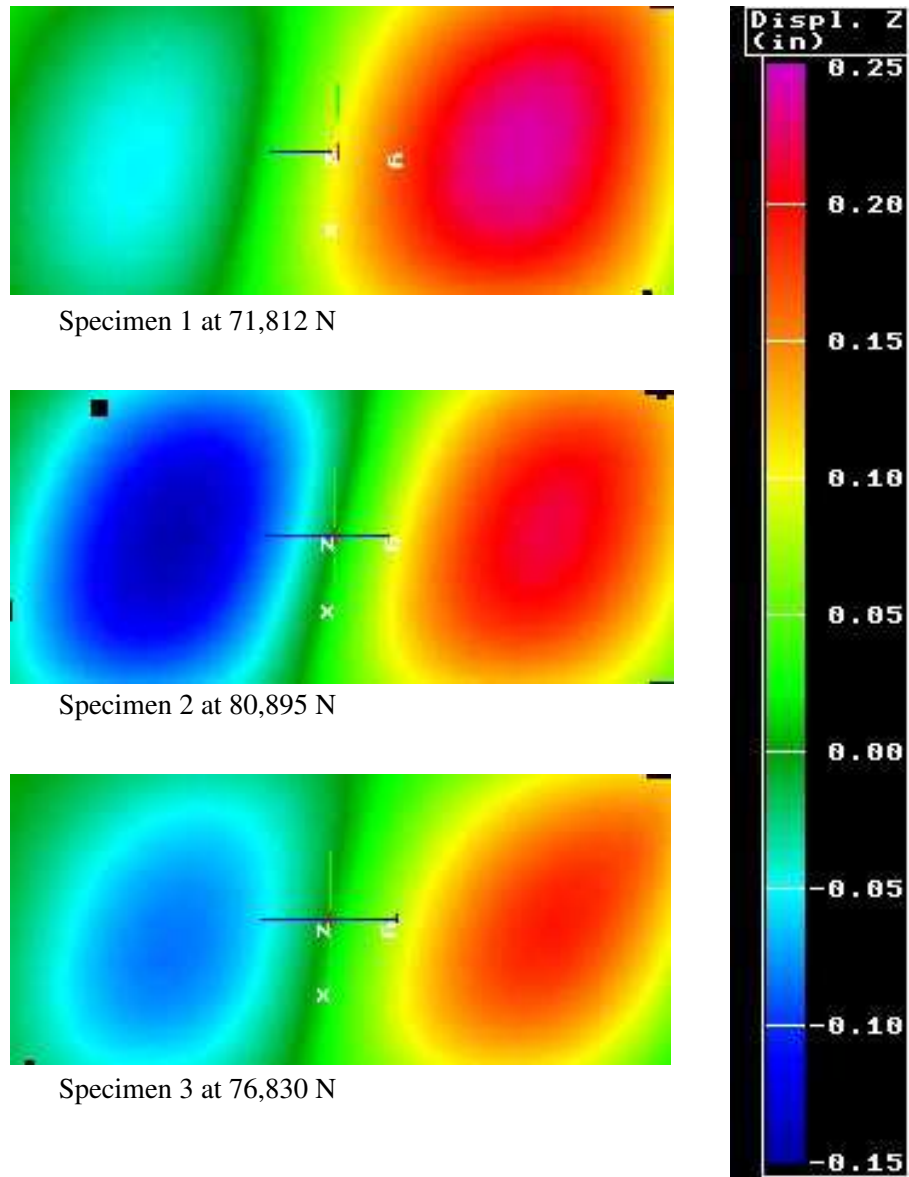 Specimen 1 at 71,812 N
z
x
Specimen 2 at 80,895 N
z
x
Specimen 3 at 76,830 N
Displ. Z
(in)
0.25
0.20
0.15
0.10
0.05
0.00
-0.05
-0.10
-0.15